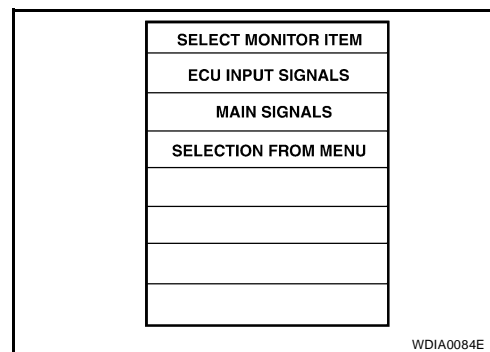 SELECT MONITOR ITEM
ECU INPUT SIGNALS
MAIN SIGNALS
SELECTION FROM MENU
WDIA0084E